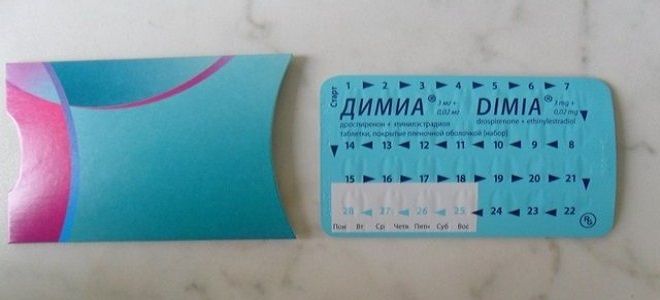 Старт
1 2 3 4 5 6 7
ДИМИА® 3 мг + 0,02 мг DIMIA® 3 mg + 0,02 mg
дроспиренон + этинилэстрадиол drospirenone + ethinylestradiol
таблетки, покрытые пленочной оболочкой [набор]
14 13 12 11 10 9 8
15 16 17 18 19 20 21
28 27 26 25 24 23 22
Пон Вт Ср Четв Пятн Суб Вос